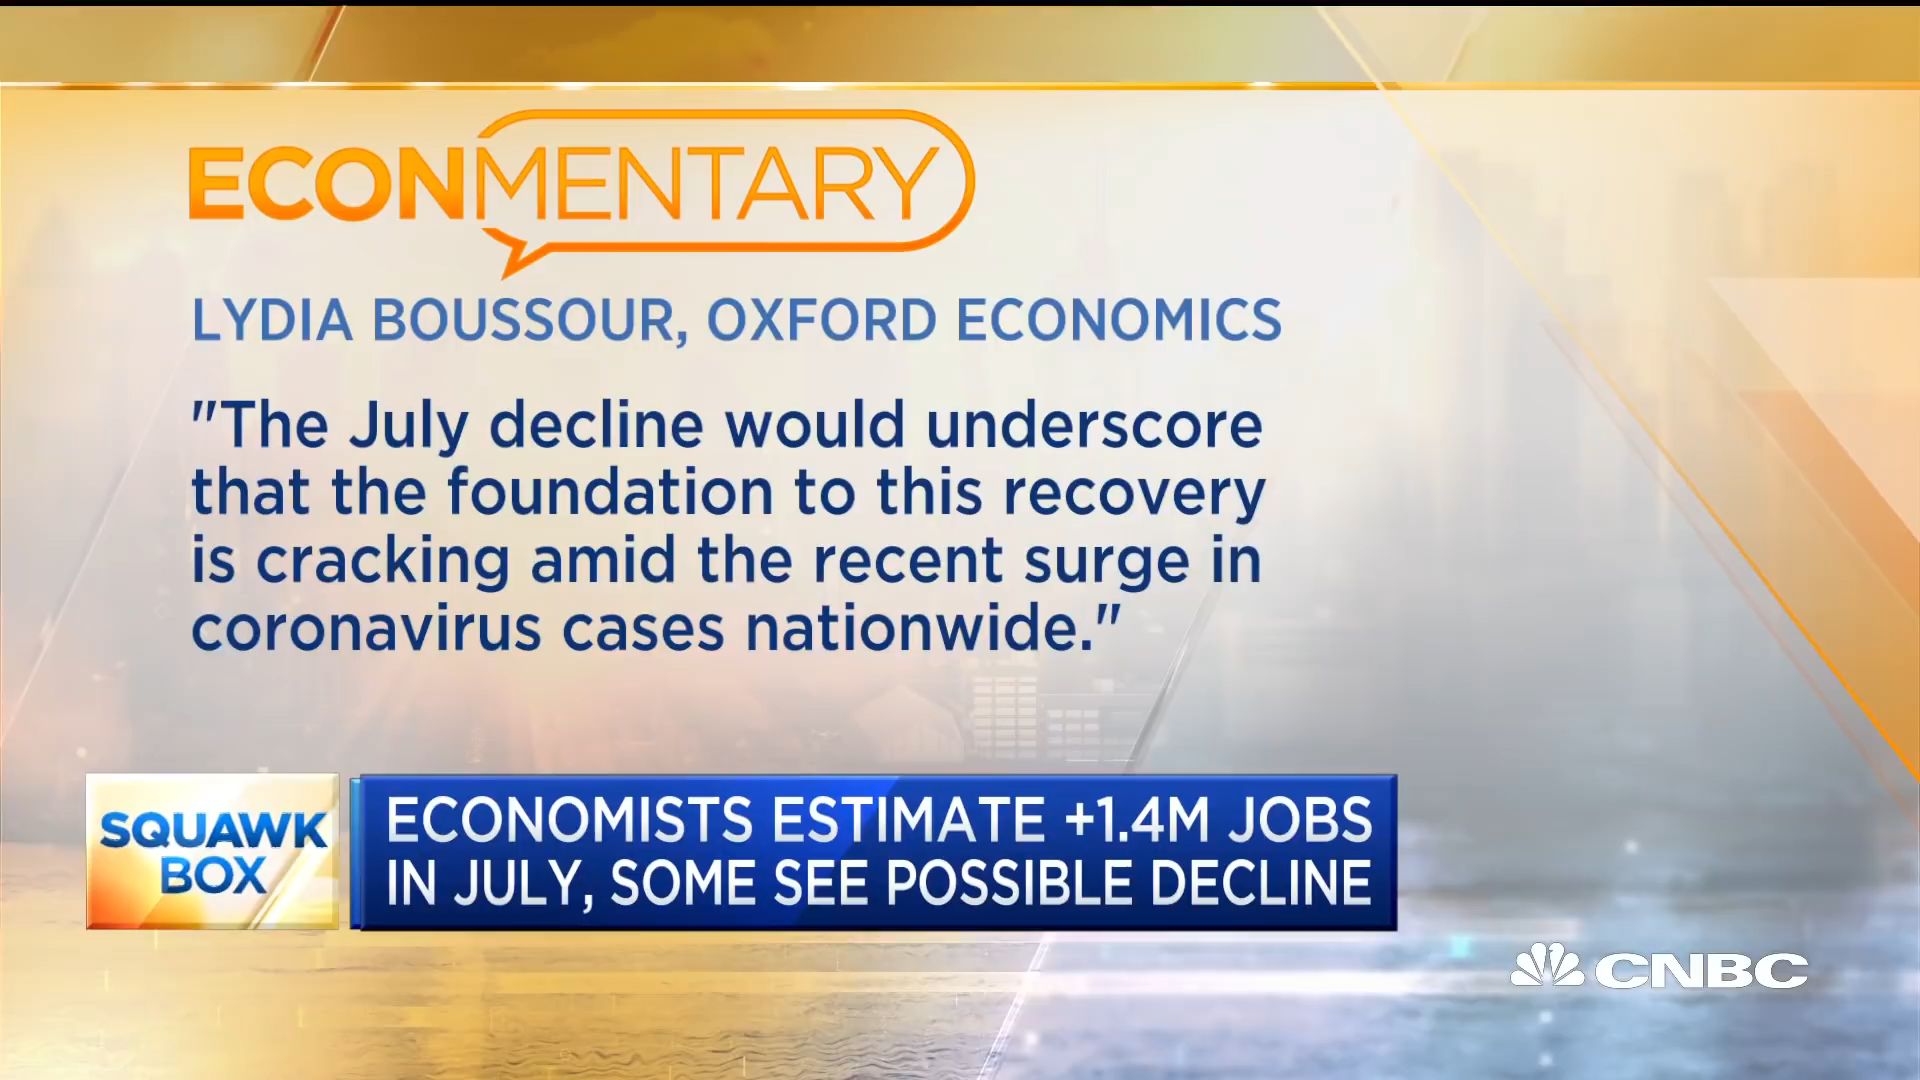 ECONMENTARY
LYDIA BOUSSOUR, OXFORD ECONOMICS
"The July decline would underscore
that the foundation to this recovery
is cracking amid the recent surge in
coronavirus cases nationwide."
SQUAWK
BOX
ECONOMISTS ESTIMATE +1.4M JOBS
IN JULY, SOME SEE POSSIBLE DECLINE
CNBC